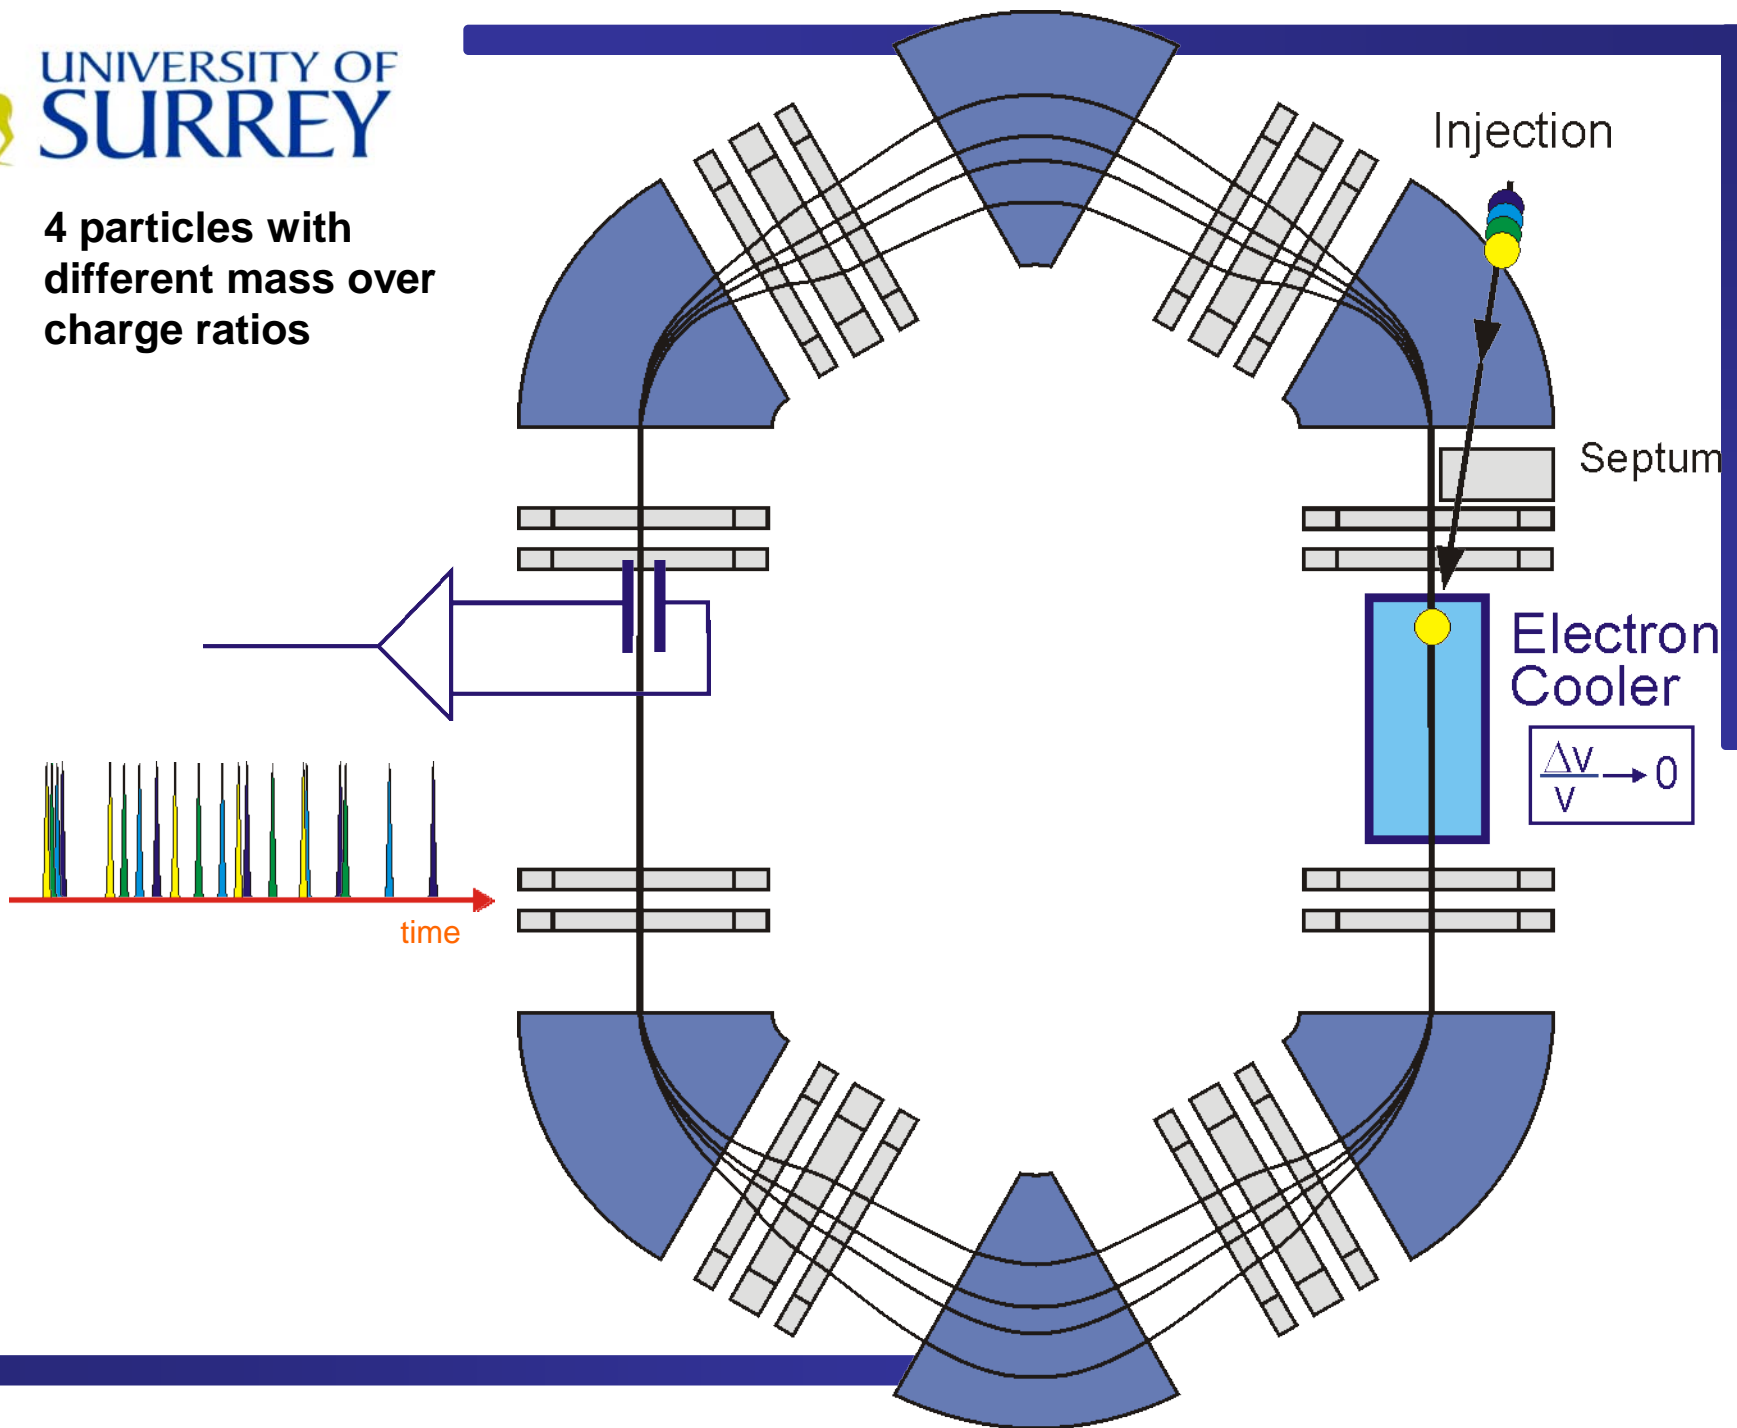 UNIVERSITY OF
SURREY
4 particles with
different mass over
charge ratios
Injection
Septum
Electron
Cooler
Δv
v
→ 0
time